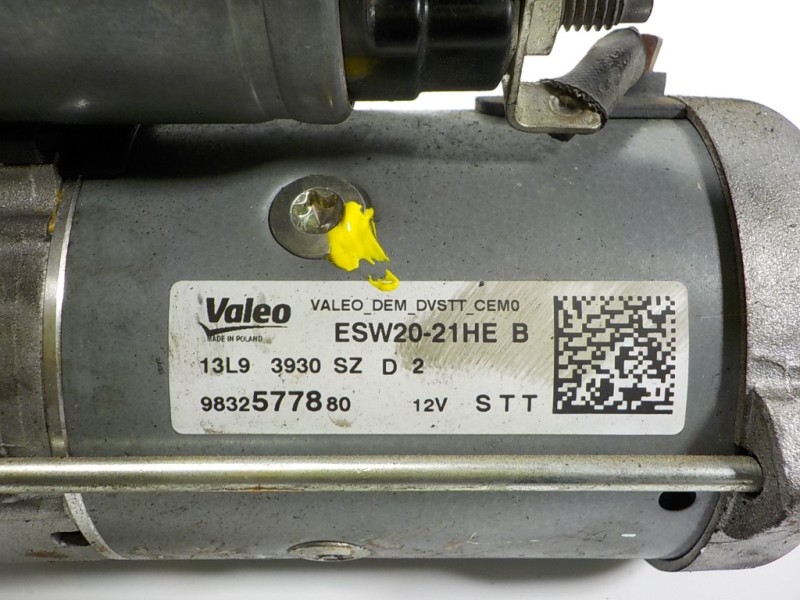 Valeo
MADE IN POLAND
VALEO_DEM_DVSTT_CEM0
ESW20-21HE B
13L9 3930 SZ D 2
9832577880 12V STT